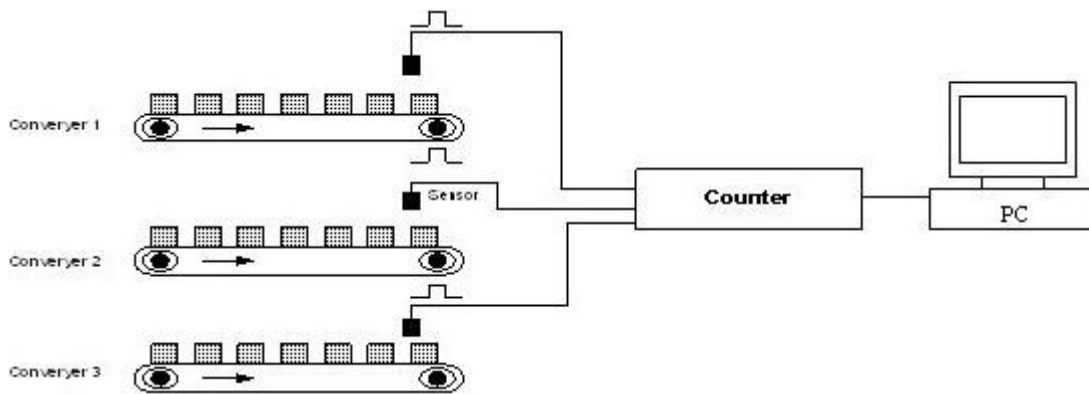 Converyer 1
Sensor
Counter
PC
Converyer 2
Converyer 3